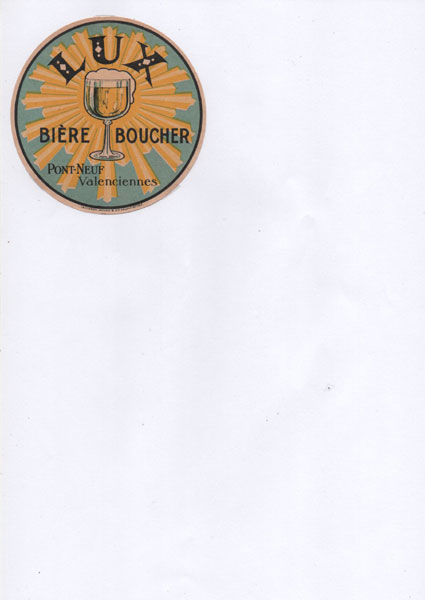 LUX
BIÈRE BOUCHER
PONT-NEUF
Valenciennes